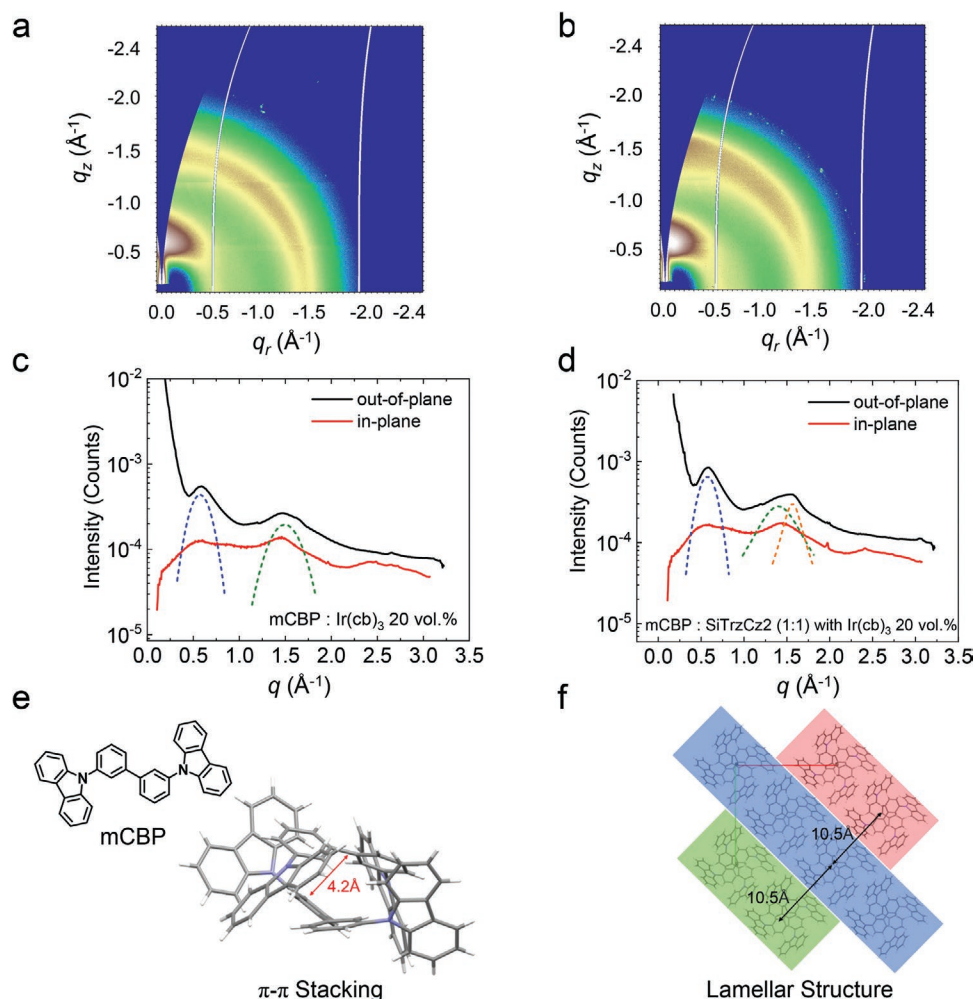 a
b
-2.4
-2.0
-1.5
-1.0
-0.5
q_z (Å⁻¹)
0.0 -0.5 -1.0 -1.5 -2.0 -2.4
q_r (Å⁻¹)
-2.4
-2.0
-1.5
-1.0
-0.5
q_z (Å⁻¹)
0.0 -0.5 -1.0 -1.5 -2.0 -2.4
q_r (Å⁻¹)
c
10⁻²
10⁻³
10⁻⁴
10⁻⁵
Intensity (Counts)
out-of-plane
in-plane
mCBP : Ir(cb)₃ 20 vol.%
0.0 0.5 1.0 1.5 2.0 2.5 3.0 3.5
q (Å⁻¹)
d
10⁻²
10⁻³
10⁻⁴
10⁻⁵
Intensity (Counts)
out-of-plane
in-plane
mCBP : SiTrzCz2 (1:1) with Ir(cb)₃ 20 vol.%
0.0 0.5 1.0 1.5 2.0 2.5 3.0 3.5
q (Å⁻¹)
e
N
N
mCBP
4.2Å
π-π Stacking
f
10.5Å
10.5Å
Lamellar Structure